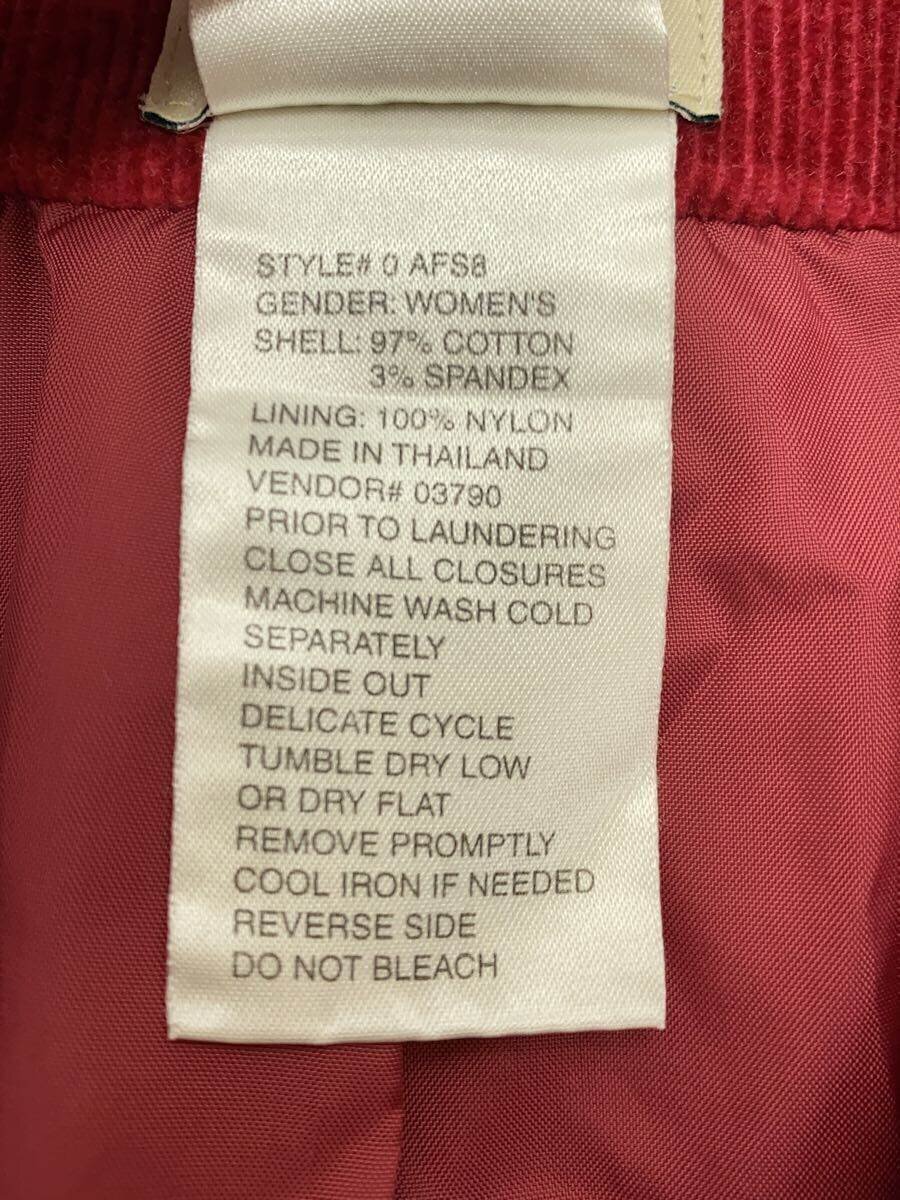 STYLE# 0 AFS8
GENDER: WOMEN'S
SHELL: 97% COTTON
3% SPANDEX
LINING: 100% NYLON
MADE IN THAILAND
VENDOR# 03790
PRIOR TO LAUNDERING
CLOSE ALL CLOSURES
MACHINE WASH COLD
SEPARATELY
INSIDE OUT
DELICATE CYCLE
TUMBLE DRY LOW
OR DRY FLAT
REMOVE PROMPTLY
COOL IRON IF NEEDED
REVERSE SIDE
DO NOT BLEACH